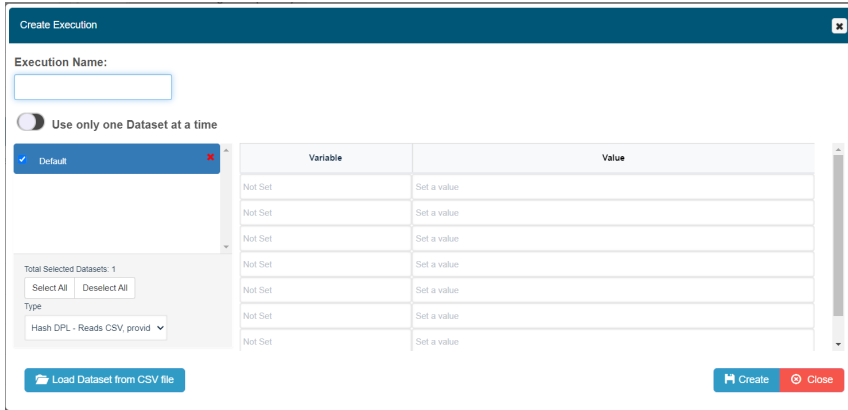 Create Execution
Execution Name:
Use only one Dataset at a time
Default
Variable Value
Not Set Set a value
Not Set Set a value
Not Set Set a value
Not Set Set a value
Not Set Set a value
Not Set Set a value
Not Set Set a value
Total Selected Datasets: 1
Select All Deselect All
Type
Hash DPL - Reads CSV, provid
Load Dataset from CSV file
Create Close